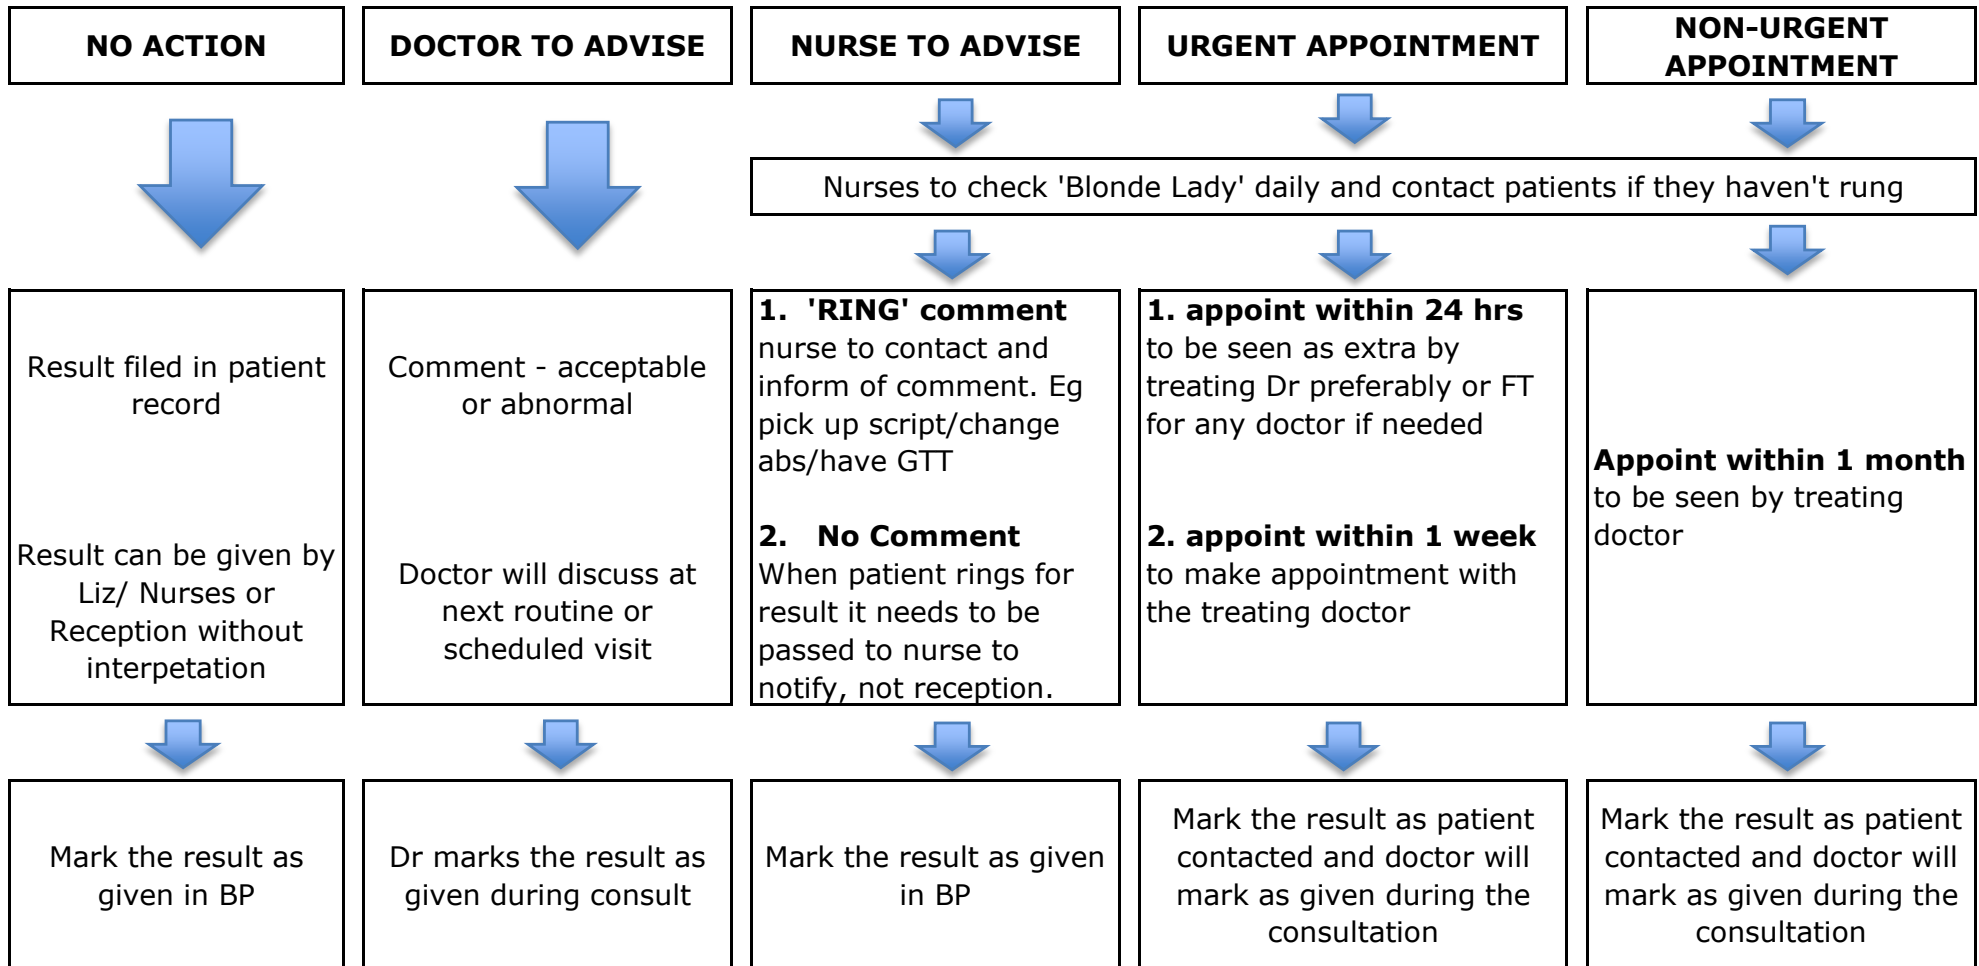 NO ACTION
DOCTOR TO ADVISE
NURSE TO ADVISE
URGENT APPOINTMENT
NON-URGENT
APPOINTMENT
Nurses to check 'Blonde Lady' daily and contact patients if they haven't rung
Result filed in patient
record
Result can be given by
Liz/ Nurses or
Reception without
interpetation
Comment - acceptable
or abnormal
Doctor will discuss at
next routine or
scheduled visit
1. 'RING' comment
nurse to contact and
inform of comment. Eg
pick up script/change
abs/have GTT
2. No Comment
When patient rings for
result it needs to be
passed to nurse to
notify, not reception.
1. appoint within 24 hrs
to be seen as extra by
treating Dr preferably or FT
for any doctor if needed
2. appoint within 1 week
to make appointment with
the treating doctor
Appoint within 1 month
to be seen by treating
doctor
Mark the result as
given in BP
Dr marks the result as
given during consult
Mark the result as given
in BP
Mark the result as patient
contacted and doctor will
mark as given during the
consultation
Mark the result as patient
contacted and doctor will
mark as given during the
consultation